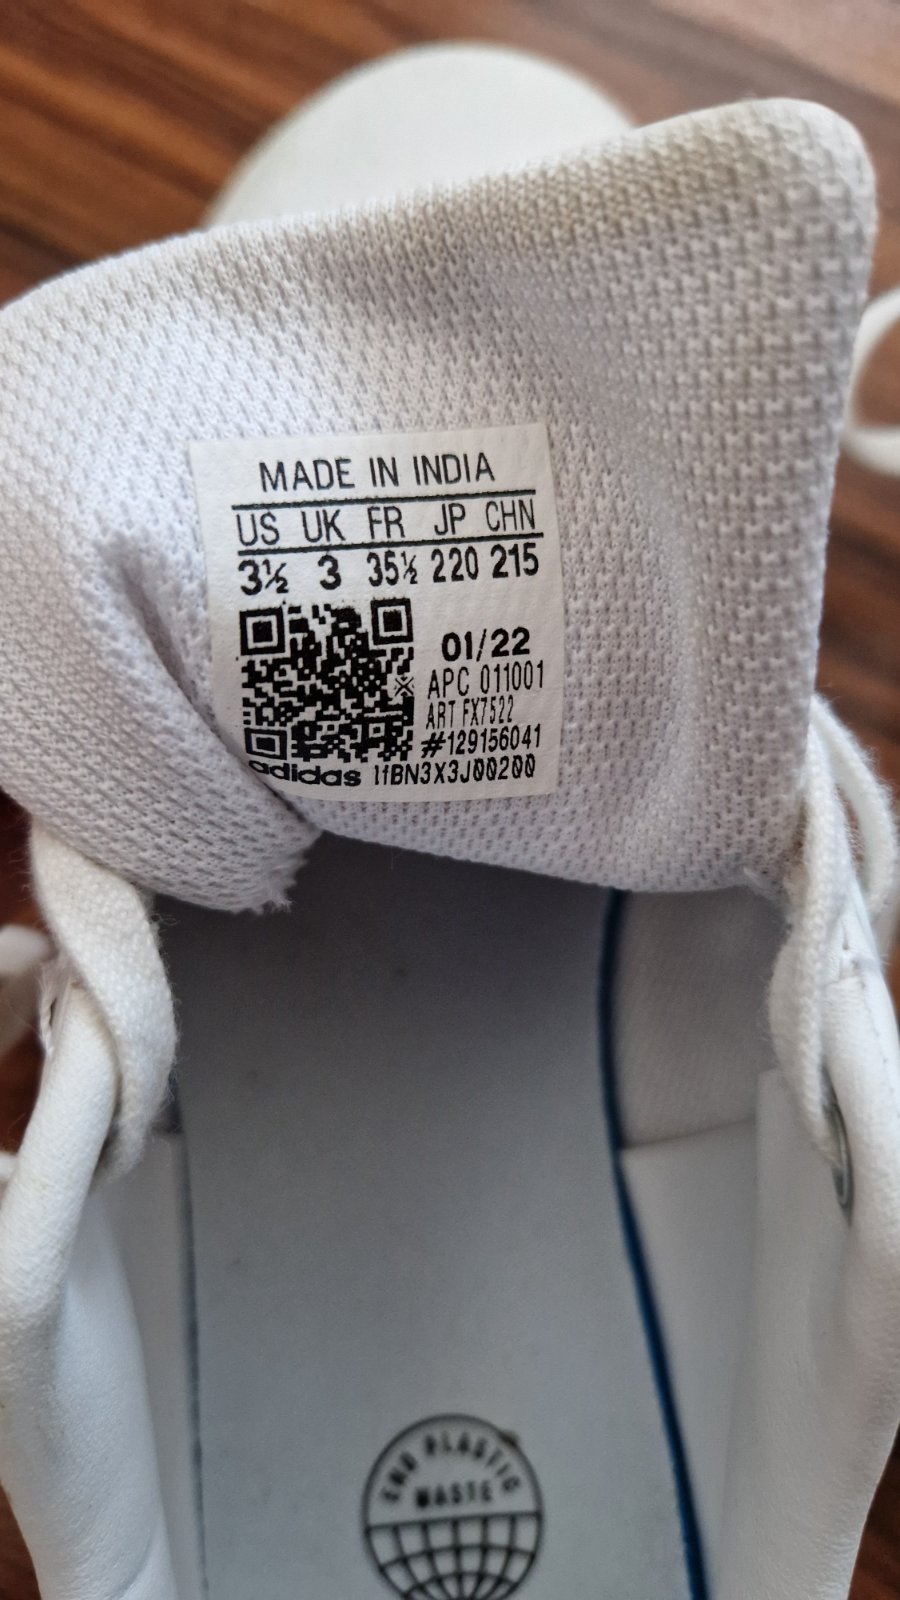 MADE IN INDIA
US UK FR JP CHN
3½ 3 35½ 220 215
01/22
APC 011001
ART FX7522
#129156041
adidas 1fBN3X3J00200
END PLASTIC
WASTE